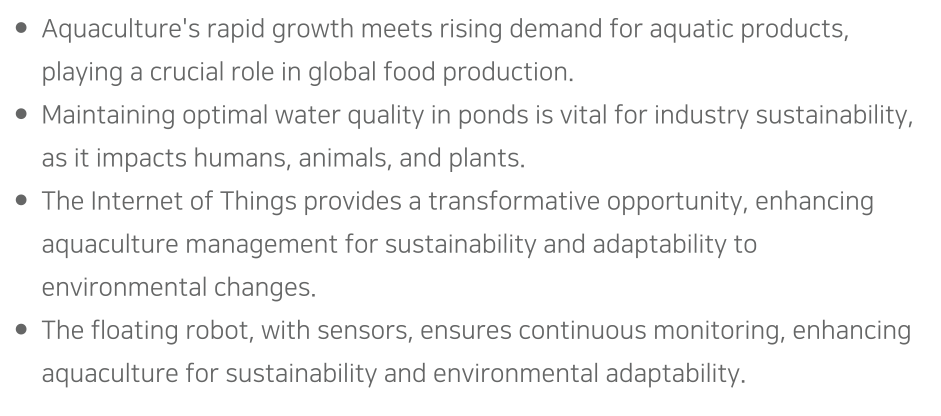 • Aquaculture's rapid growth meets rising demand for aquatic products,
playing a crucial role in global food production.
• Maintaining optimal water quality in ponds is vital for industry sustainability,
as it impacts humans, animals, and plants.
• The Internet of Things provides a transformative opportunity, enhancing
aquaculture management for sustainability and adaptability to
environmental changes.
• The floating robot, with sensors, ensures continuous monitoring, enhancing
aquaculture for sustainability and environmental adaptability.